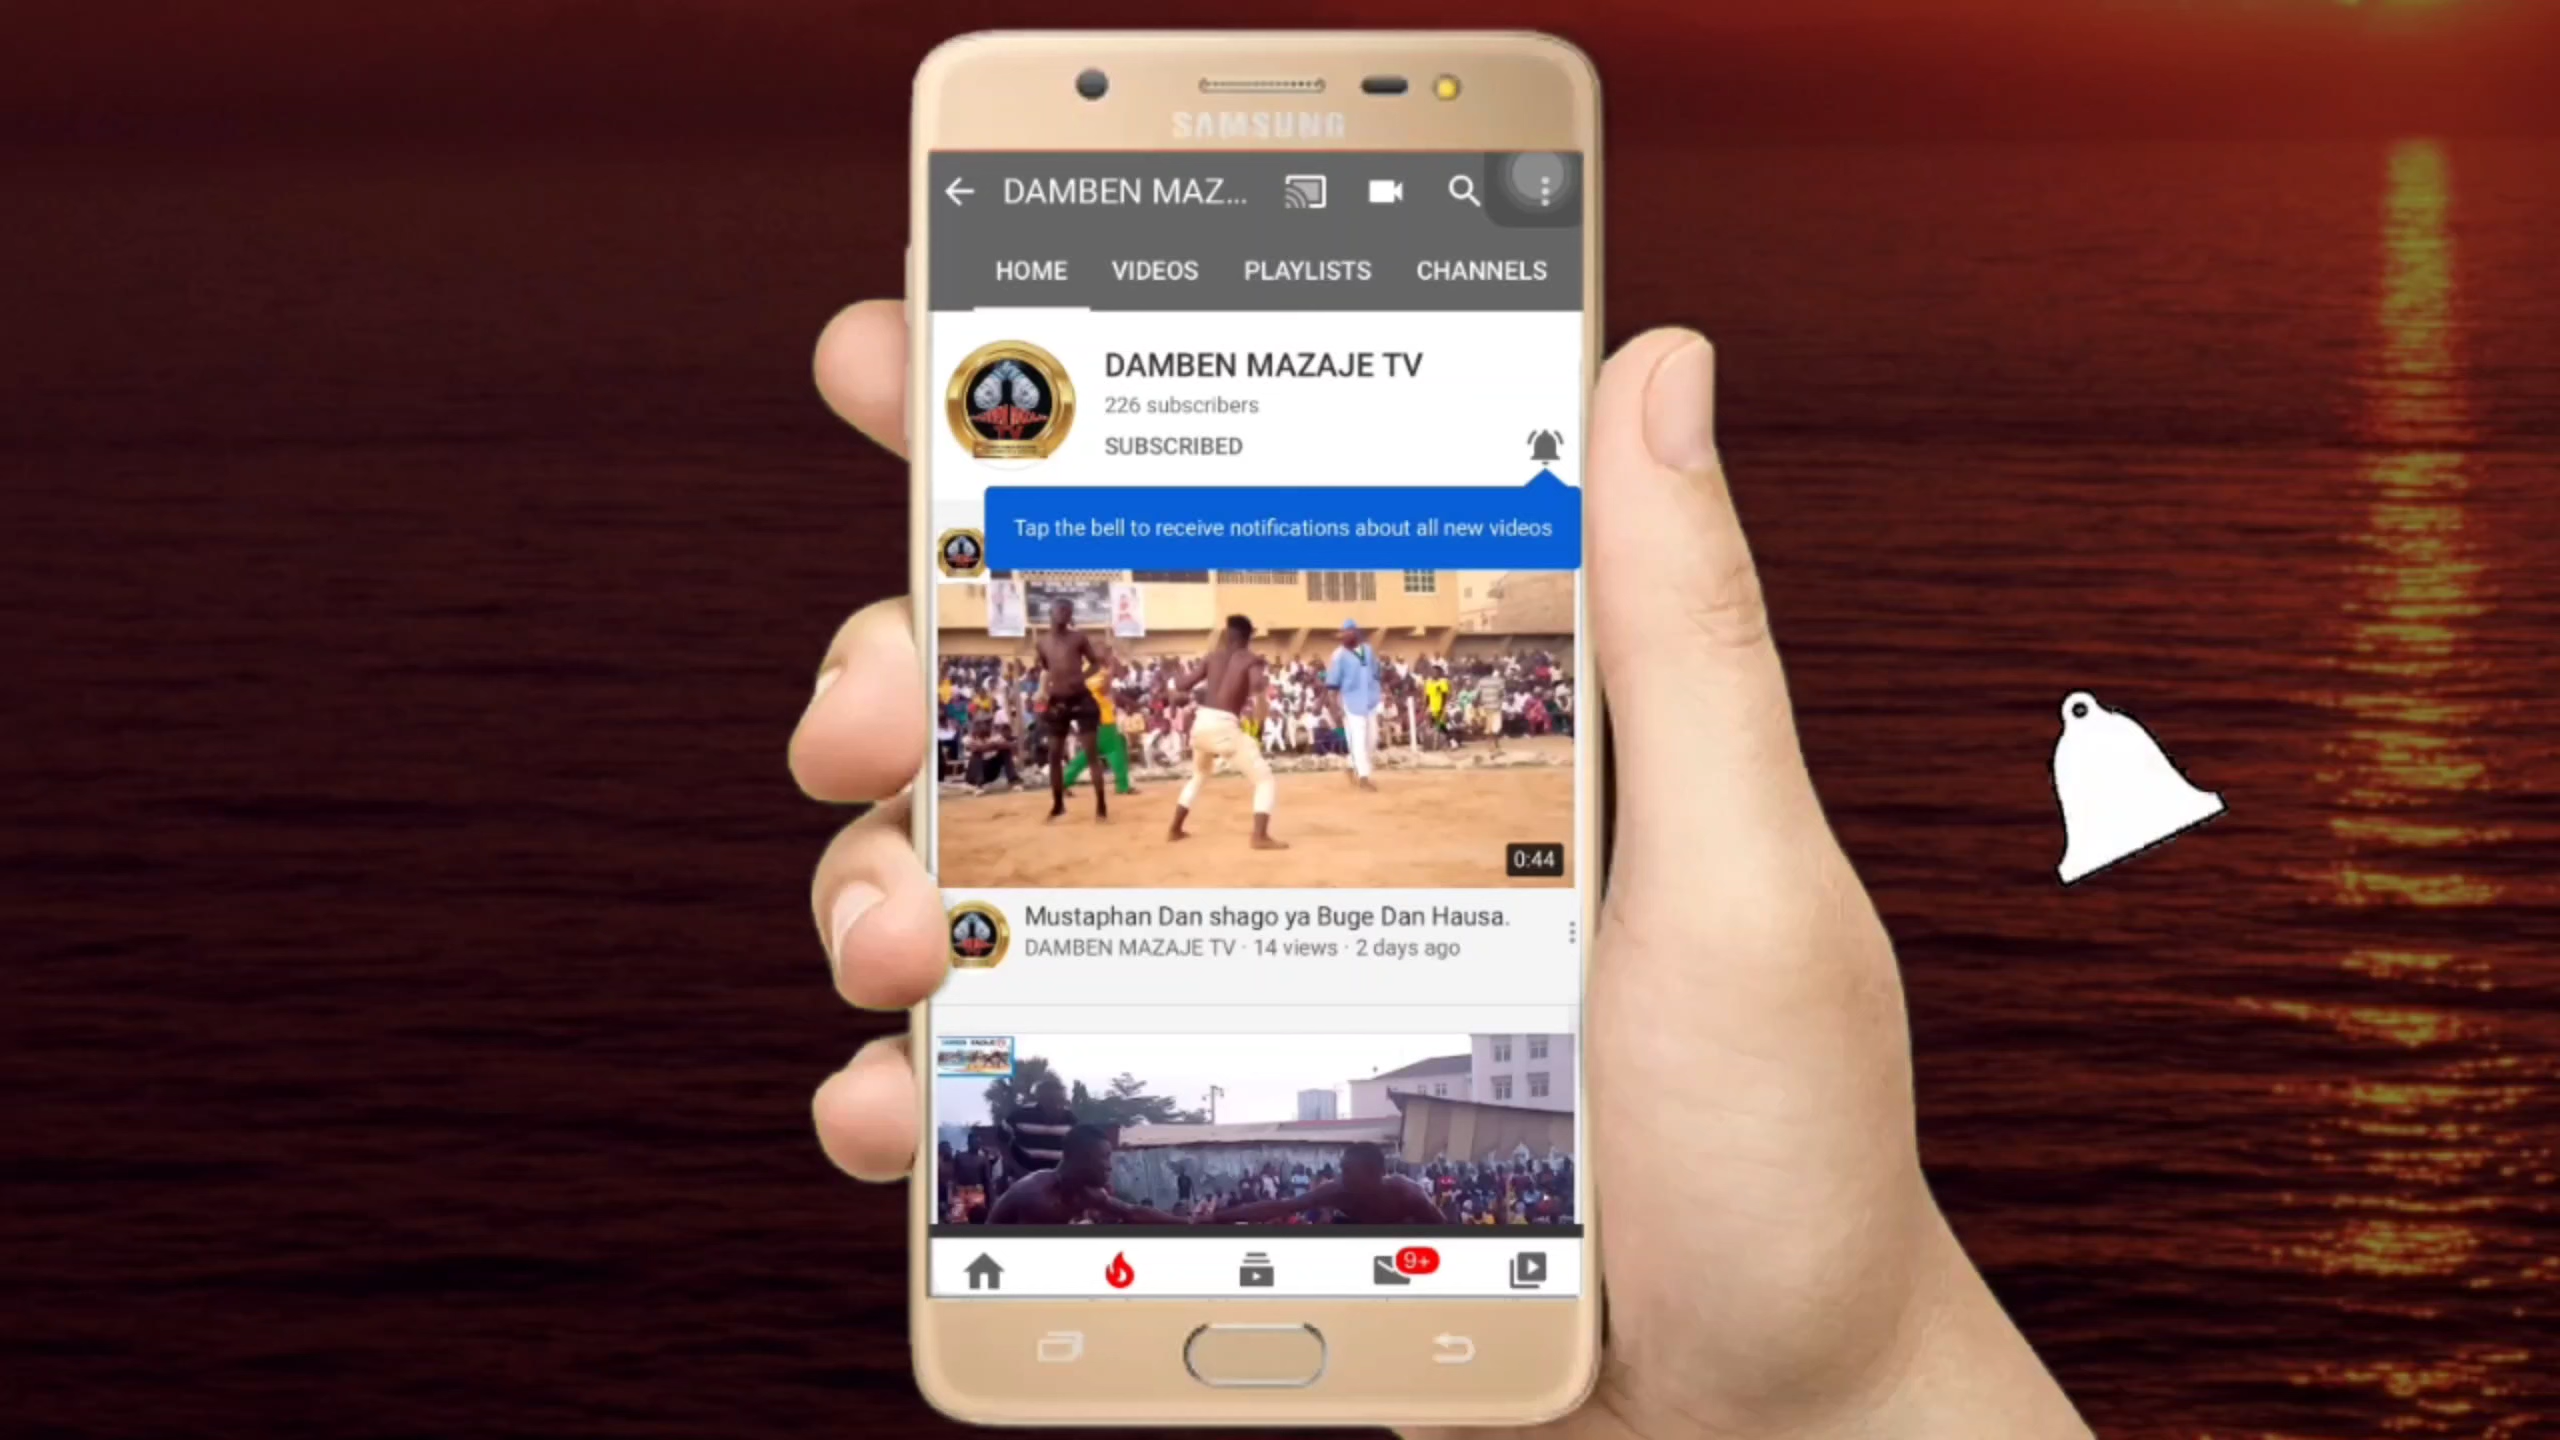 SAMSUNG
DAMBEN MAZ...
HOME VIDEOS PLAYLISTS CHANNELS
DAMBEN MAZAJE TV
226 subscribers
SUBSCRIBED
Tap the bell to receive notifications about all new videos
0:44
Mustaphan Dan shago ya Buge Dan Hausa.
DAMBEN MAZAJE TV · 14 views · 2 days ago
9+